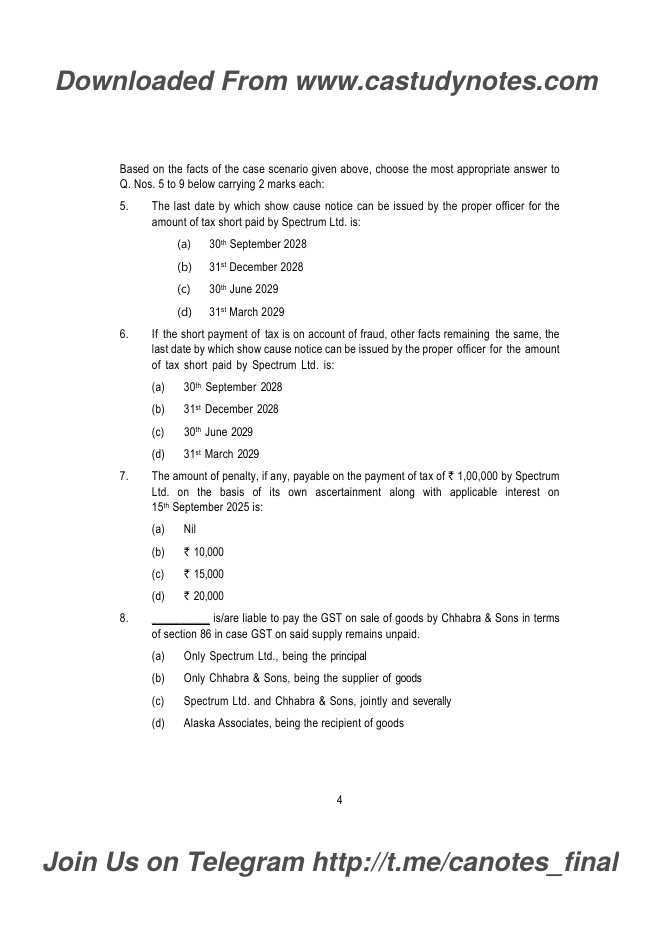 Downloaded From www.castudynotes.com
Based on the facts of the case scenario given above, choose the most appropriate answer to
Q. Nos. 5 to 9 below carrying 2 marks each:
5. The last date by which show cause notice can be issued by the proper officer for the
amount of tax short paid by Spectrum Ltd. is:
(a) 30th September 2028
(b) 31st December 2028
(c) 30th June 2029
(d) 31st March 2029
6. If the short payment of tax is on account of fraud, other facts remaining the same, the
last date by which show cause notice can be issued by the proper officer for the amount
of tax short paid by Spectrum Ltd. is:
(a) 30th September 2028
(b) 31st December 2028
(c) 30th June 2029
(d) 31st March 2029
7. The amount of penalty, if any, payable on the payment of tax of ₹ 1,00,000 by Spectrum
Ltd. on the basis of its own ascertainment along with applicable interest on
15th September 2025 is:
(a) Nil
(b) ₹ 10,000
(c) ₹ 15,000
(d) ₹ 20,000
8. __________ is/are liable to pay the GST on sale of goods by Chhabra & Sons in terms
of section 86 in case GST on said supply remains unpaid.
(a) Only Spectrum Ltd., being the principal
(b) Only Chhabra & Sons, being the supplier of goods
(c) Spectrum Ltd. and Chhabra & Sons, jointly and severally
(d) Alaska Associates, being the recipient of goods
4
Join Us on Telegram http://t.me/canotes_final